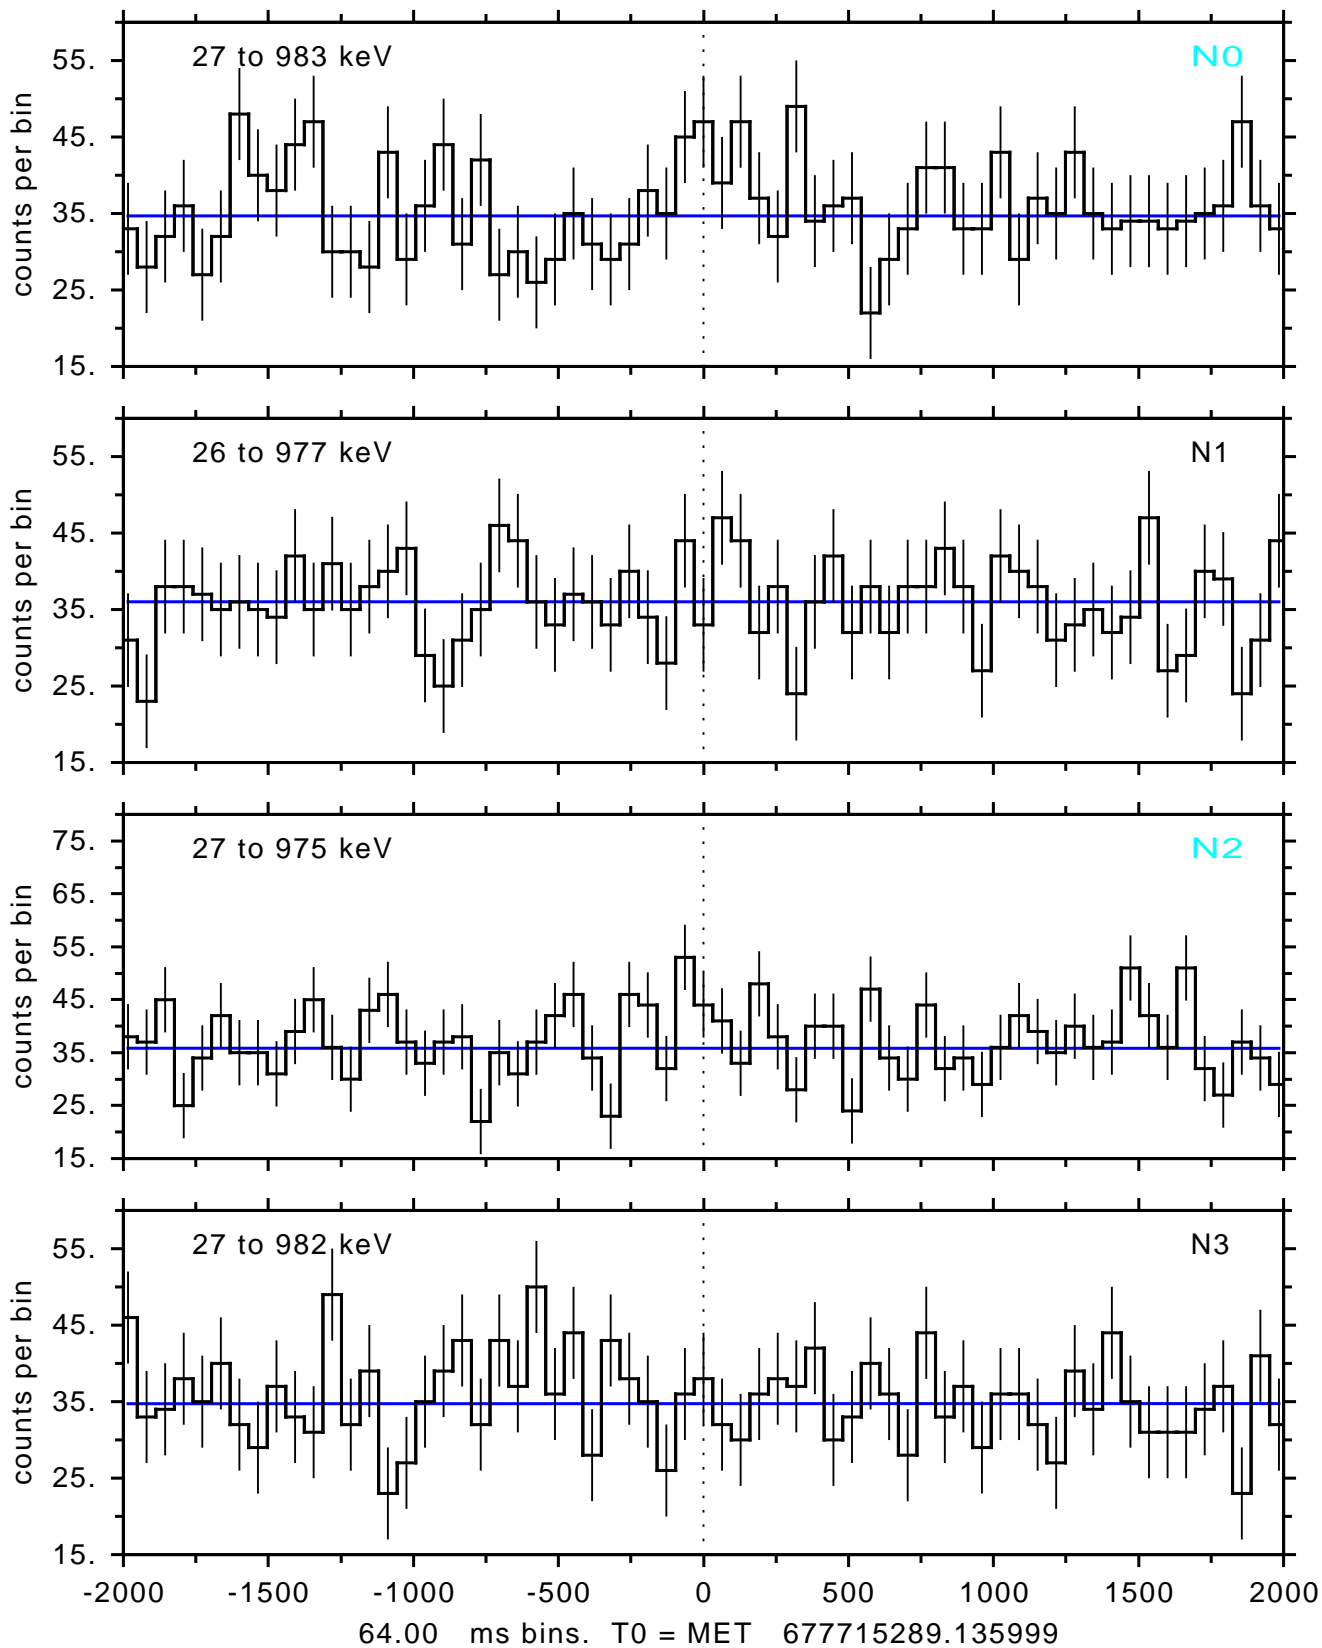 27 to 983 keV N0
55.
45.
35.
25.
15.
counts per bin
26 to 977 keV N1
55.
45.
35.
25.
15.
counts per bin
27 to 975 keV N2
75.
65.
55.
45.
35.
25.
15.
counts per bin
27 to 982 keV N3
55.
45.
35.
25.
15.
counts per bin
-2000 -1500 -1000 -500 0 500 1000 1500 2000
64.00 ms bins. T0 = MET 677715289.135999